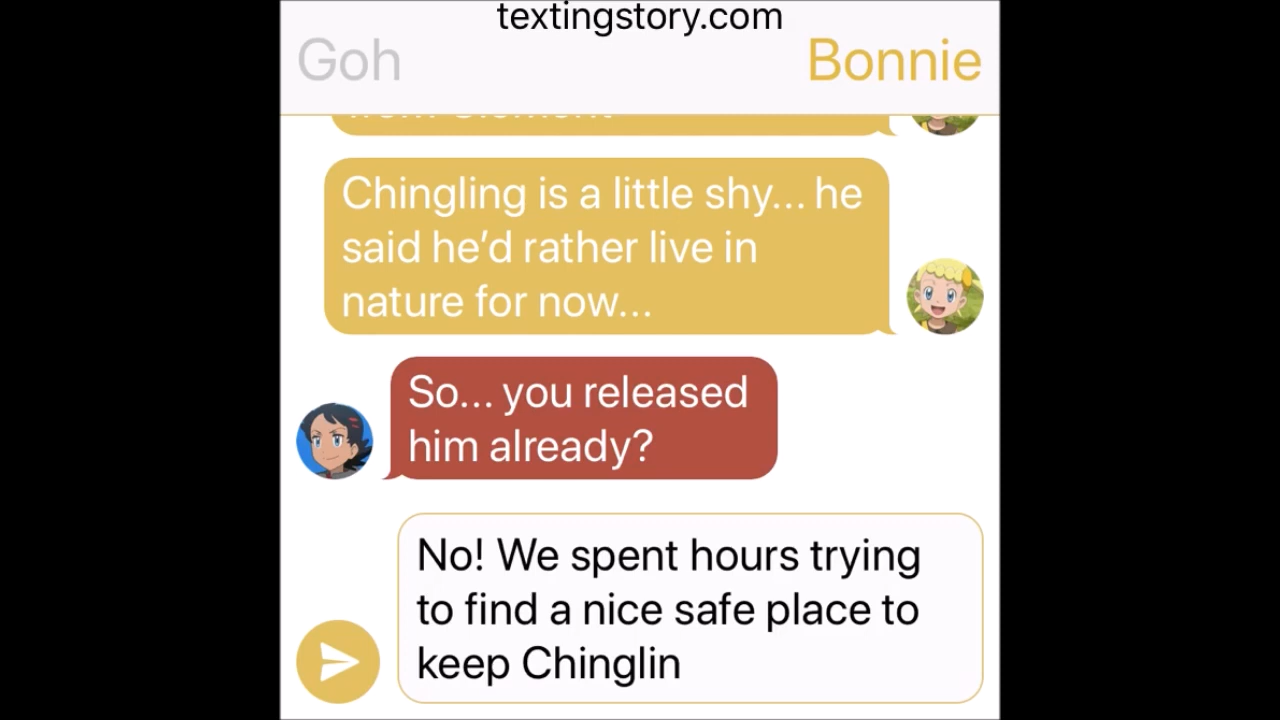 textingstory.com
Goh
Bonnie
Chingling is a little shy... he
said he’d rather live in
nature for now...
So... you released
him already?
No! We spent hours trying
to find a nice safe place to
keep Chinglin